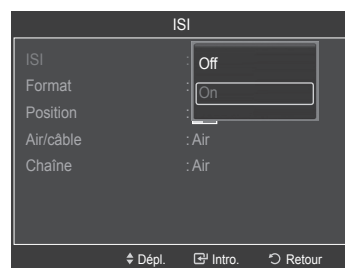 ISI
ISI : Off
On
Format :
Position :
Air/câble : Air
Chaîne : Air
Dépl. Intro. Retour